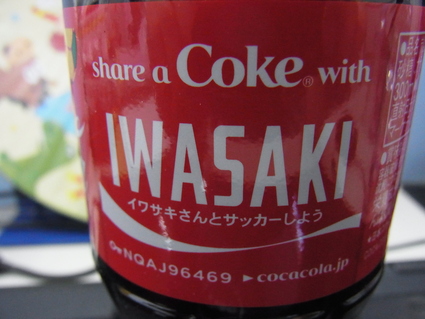 share a Coke® with
IWASAKI
イワサキさんとサッカーしよう
NQAJ96469 ►cocacola.jp